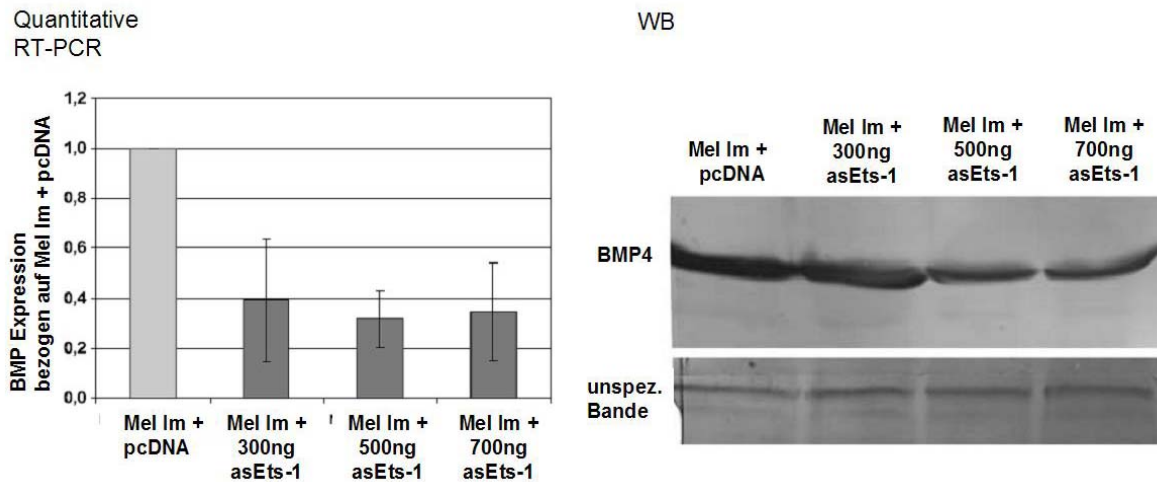 Quantitative
RT-PCR
BMP Expression
bezogen auf Mel Im + pcDNA
1,2
1,0
0,8
0,6
0,4
0,2
0,0
Mel Im +
pcDNA
Mel Im +
300ng
asEts-1
Mel Im +
500ng
asEts-1
Mel Im +
700ng
asEts-1
WB
Mel Im +
pcDNA
Mel Im +
300ng
asEts-1
Mel Im +
500ng
asEts-1
Mel Im +
700ng
asEts-1
BMP4
unspez.
Bande